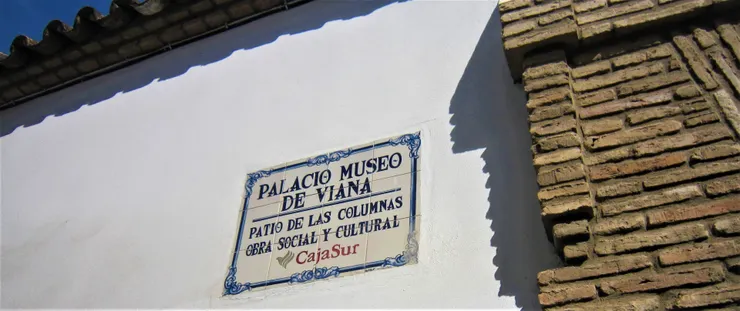 PALACIO MUSEO
DE VIANA
PATIO DE LAS COLUMNAS
OBRA SOCIAL Y CULTURAL
CajaSur